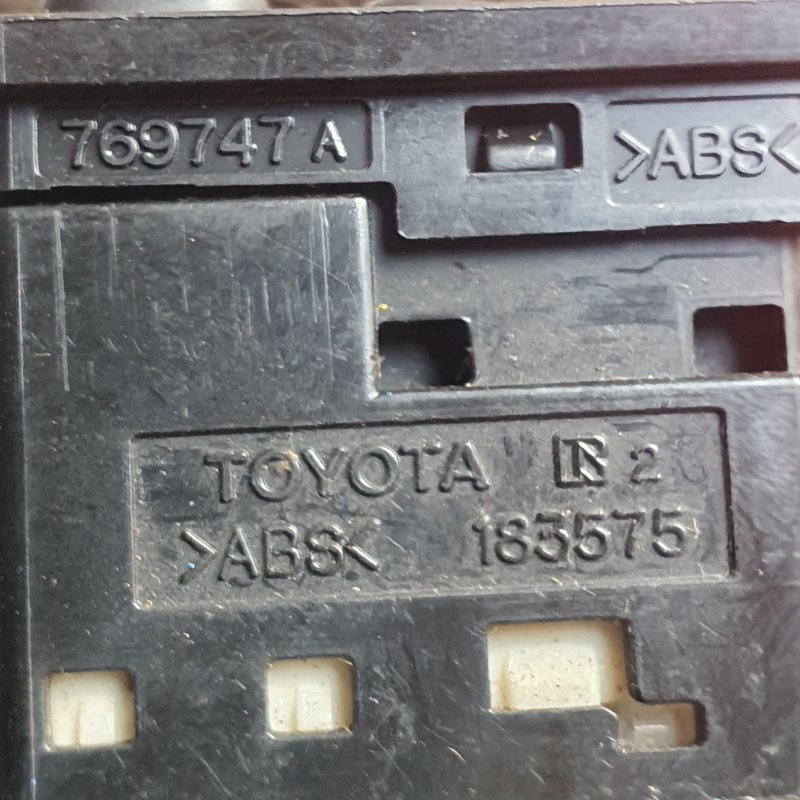 769747 A
>ABS<
TOYOTA R 2
>ABS< 183575